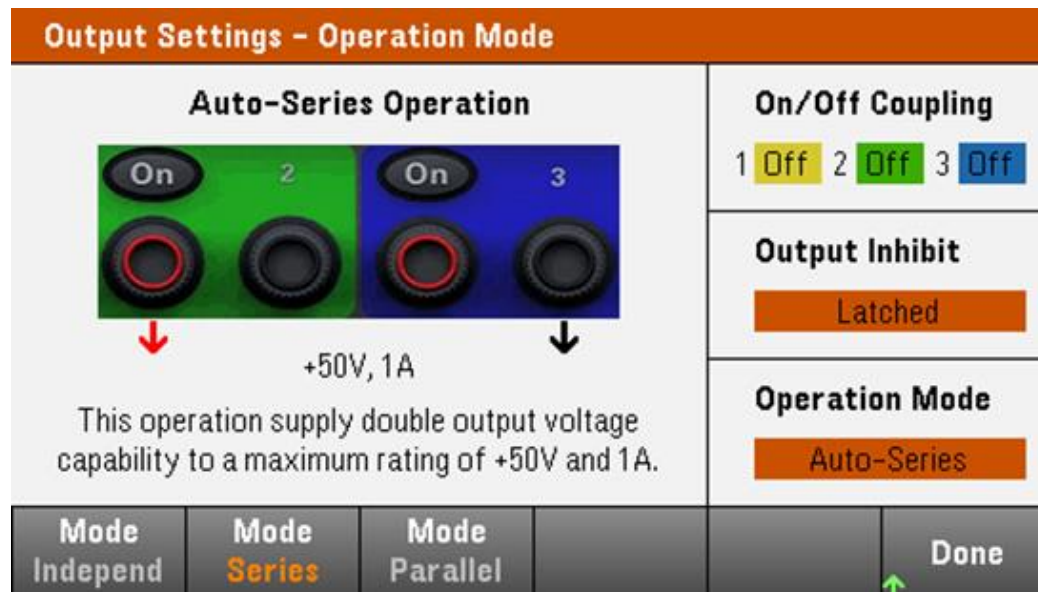 Output Settings – Operation Mode
Auto-Series Operation
On 2 On 3
+50V, 1A
This operation supply double output voltage
capability to a maximum rating of +50V and 1A.
On/Off Coupling
1 Off 2 Off 3 Off
Output Inhibit
Latched
Operation Mode
Auto-Series
Mode
Independ
Mode
Series
Mode
Parallel
Done